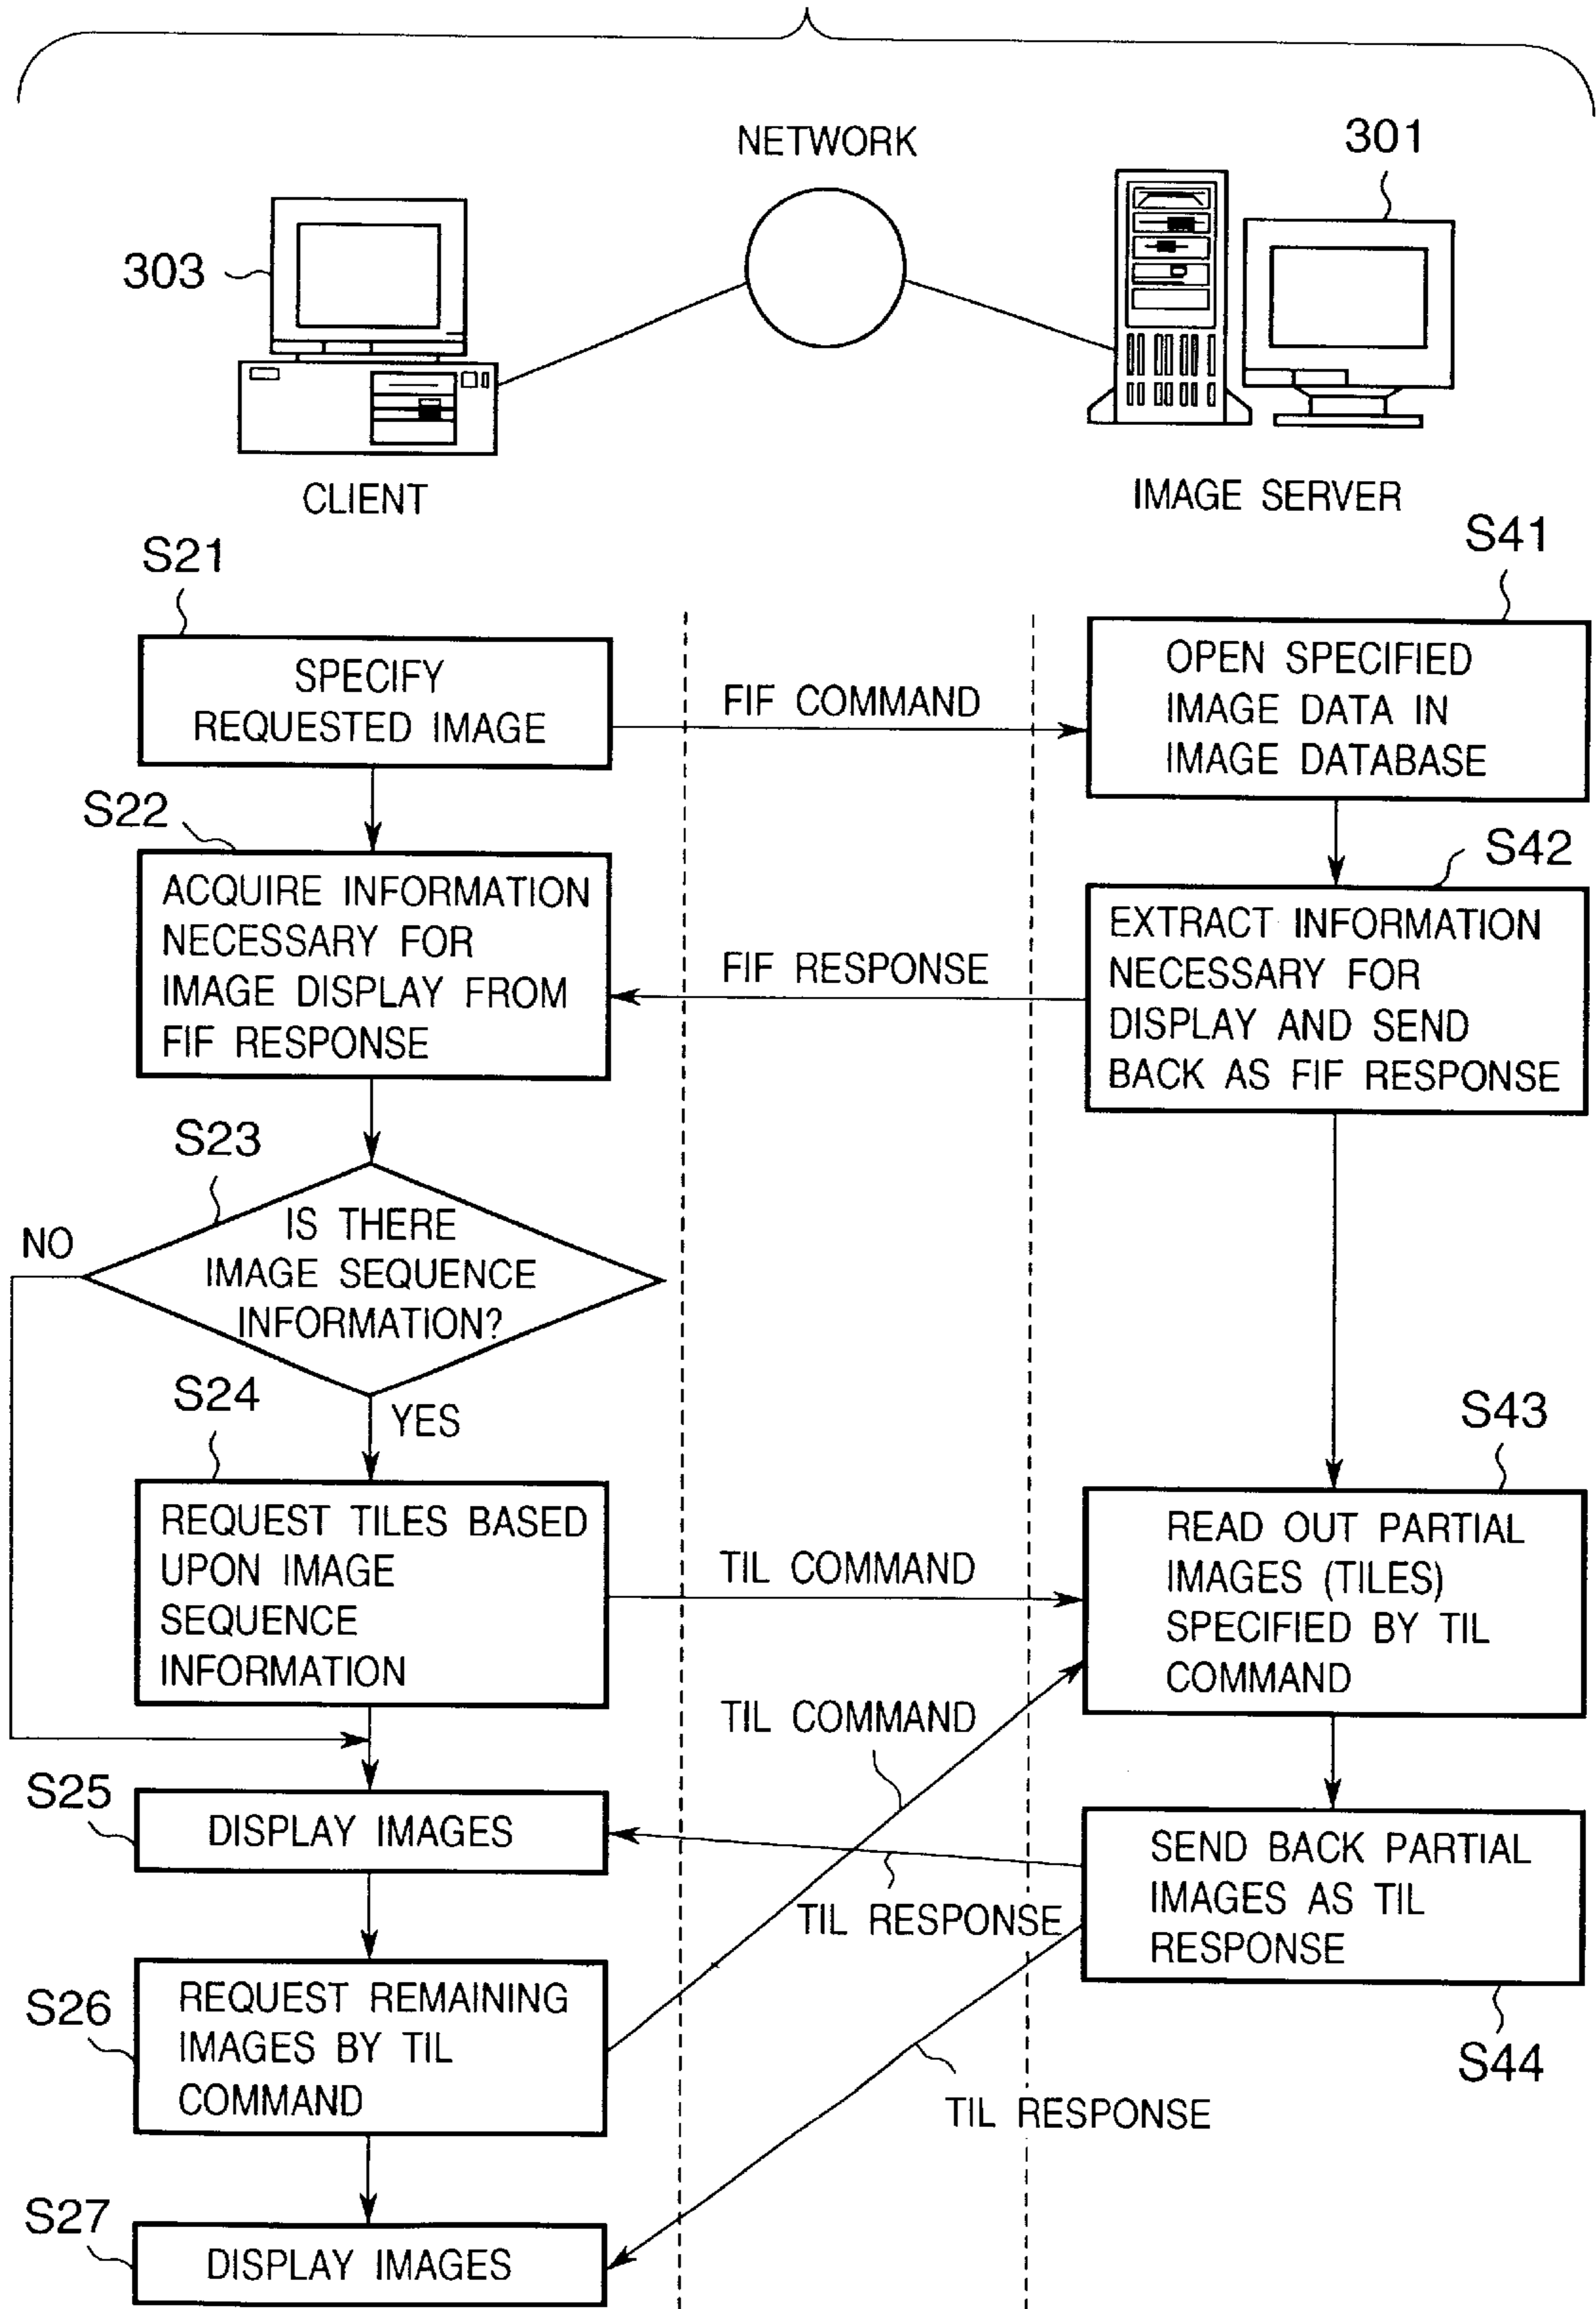 NETWORK
301
303
CLIENT
IMAGE SERVER
S21
SPECIFY
REQUESTED IMAGE
FIF COMMAND
S41
OPEN SPECIFIED
IMAGE DATA IN
IMAGE DATABASE
S22
ACQUIRE INFORMATION
NECESSARY FOR
IMAGE DISPLAY FROM
FIF RESPONSE
FIF RESPONSE
S42
EXTRACT INFORMATION
NECESSARY FOR
DISPLAY AND SEND
BACK AS FIF RESPONSE
S23
NO
IS THERE
IMAGE SEQUENCE
INFORMATION?
YES
S24
REQUEST TILES BASED
UPON IMAGE
SEQUENCE
INFORMATION
TIL COMMAND
S43
READ OUT PARTIAL
IMAGES (TILES)
SPECIFIED BY TIL
COMMAND
TIL COMMAND
S25
DISPLAY IMAGES
TIL RESPONSE
SEND BACK PARTIAL
IMAGES AS TIL
RESPONSE
S44
S26
REQUEST REMAINING
IMAGES BY TIL
COMMAND
TIL RESPONSE
S27
DISPLAY IMAGES